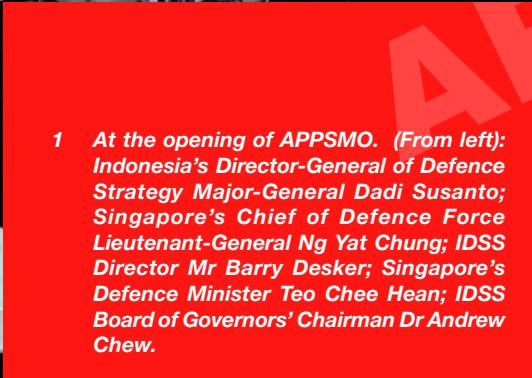 1 At the opening of APPSMO. (From left):
Indonesia's Director-General of Defence
Strategy Major-General Dadi Susanto;
Singapore's Chief of Defence Force
Lieutenant-General Ng Yat Chung; IDSS
Director Mr Barry Desker; Singapore's
Defence Minister Teo Chee Hean; IDSS
Board of Governors' Chairman Dr Andrew
Chew.